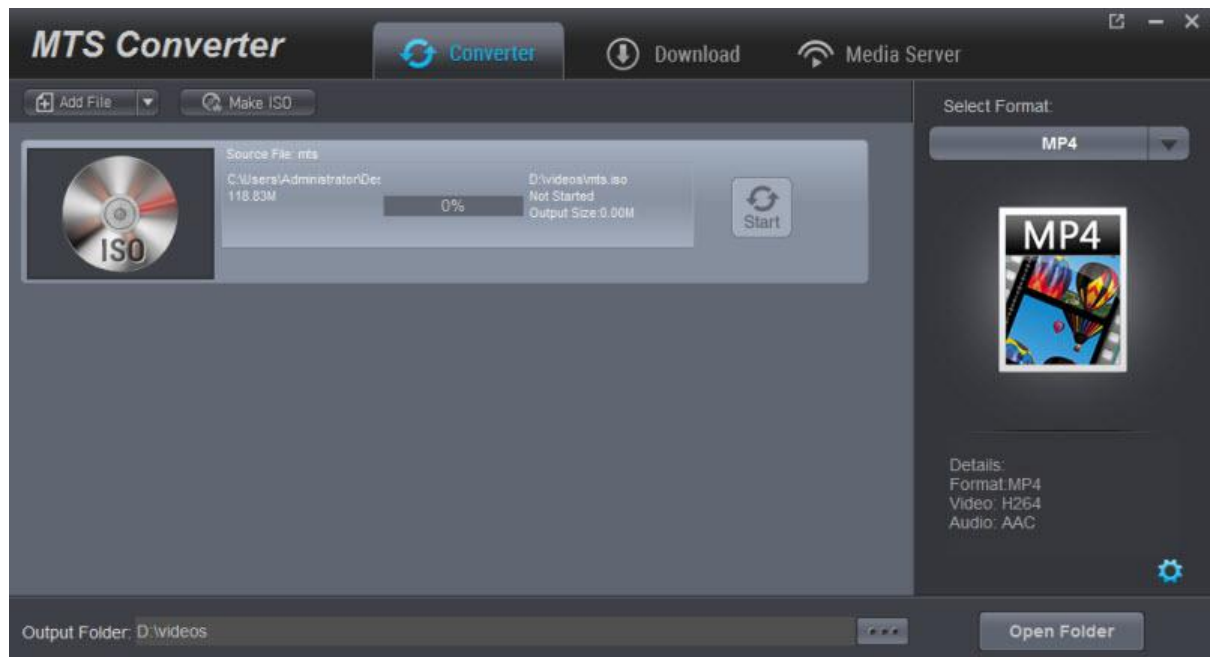 MTS Converter
Converter
Download
Media Server
Add File
Make ISO
Select Format:
MP4
Source File: mts
C:\Users\Administrator\Des
118.83M
0%
D:\videos\mts.iso
Not Started
Output Size:0.00M
Start
ISO
MP4
Details:
Format:MP4
Video: H264
Audio: AAC
Output Folder: D:\videos
Open Folder